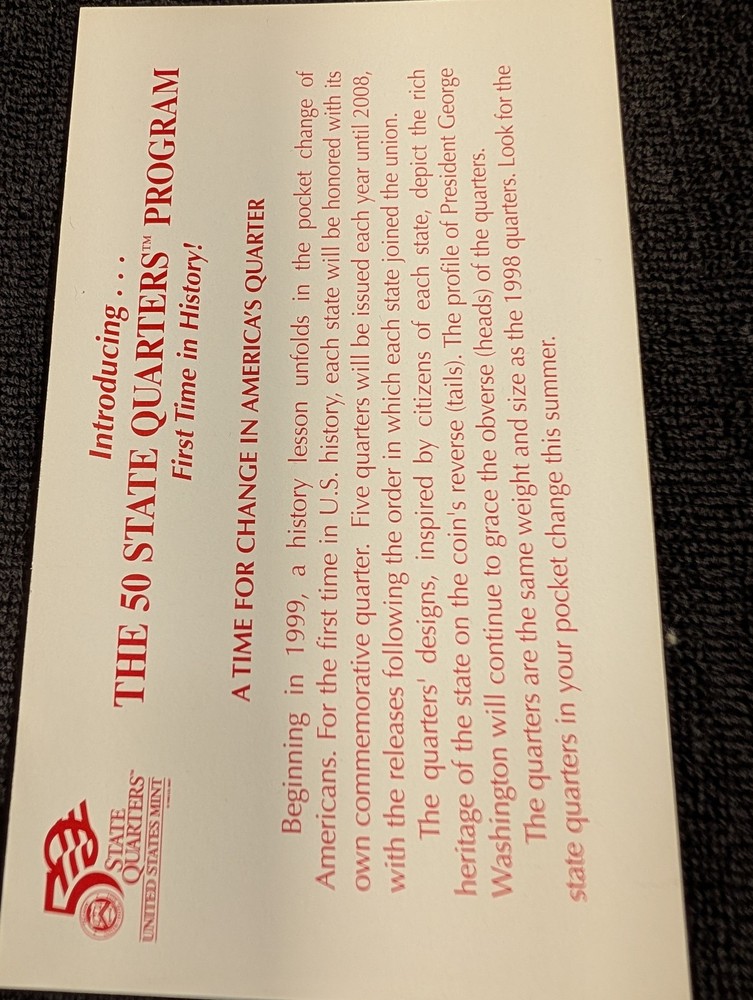 50
STATE
QUARTERS™
UNITED STATES MINT
Introducing . . .
THE 50 STATE QUARTERS™ PROGRAM
First Time in History!
A TIME FOR CHANGE IN AMERICA'S QUARTER
Beginning in 1999, a history lesson unfolds in the pocket change of
Americans. For the first time in U.S. history, each state will be honored with its
own commemorative quarter. Five quarters will be issued each year until 2008,
with the releases following the order in which each state joined the union.
The quarters' designs, inspired by citizens of each state, depict the rich
heritage of the state on the coin's reverse (tails). The profile of President George
Washington will continue to grace the obverse (heads) of the quarters.
The quarters are the same weight and size as the 1998 quarters. Look for the
state quarters in your pocket change this summer.